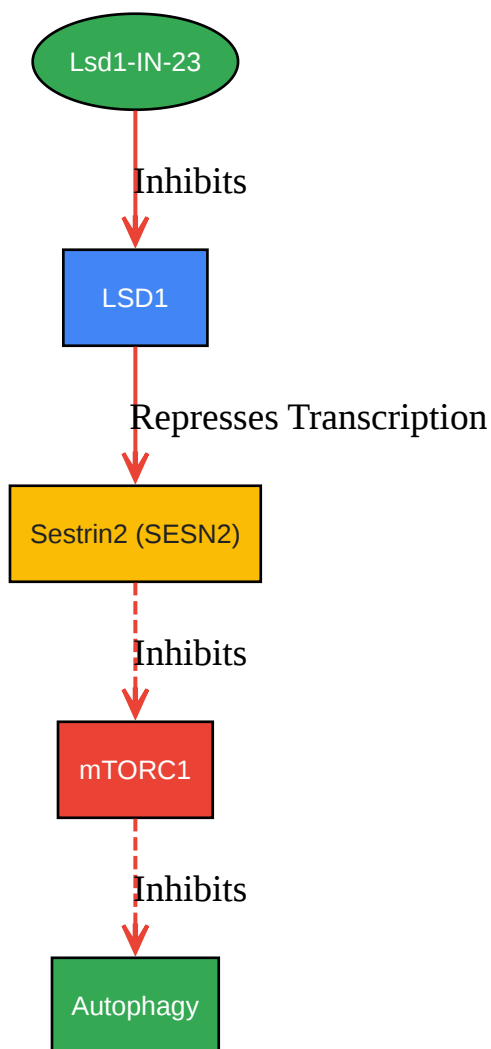 Lsd1-IN-23
Inhibits
LSD1
Represses Transcription
Sestrin2 (SESN2)
Inhibits
mTORC1
Inhibits
Autophagy